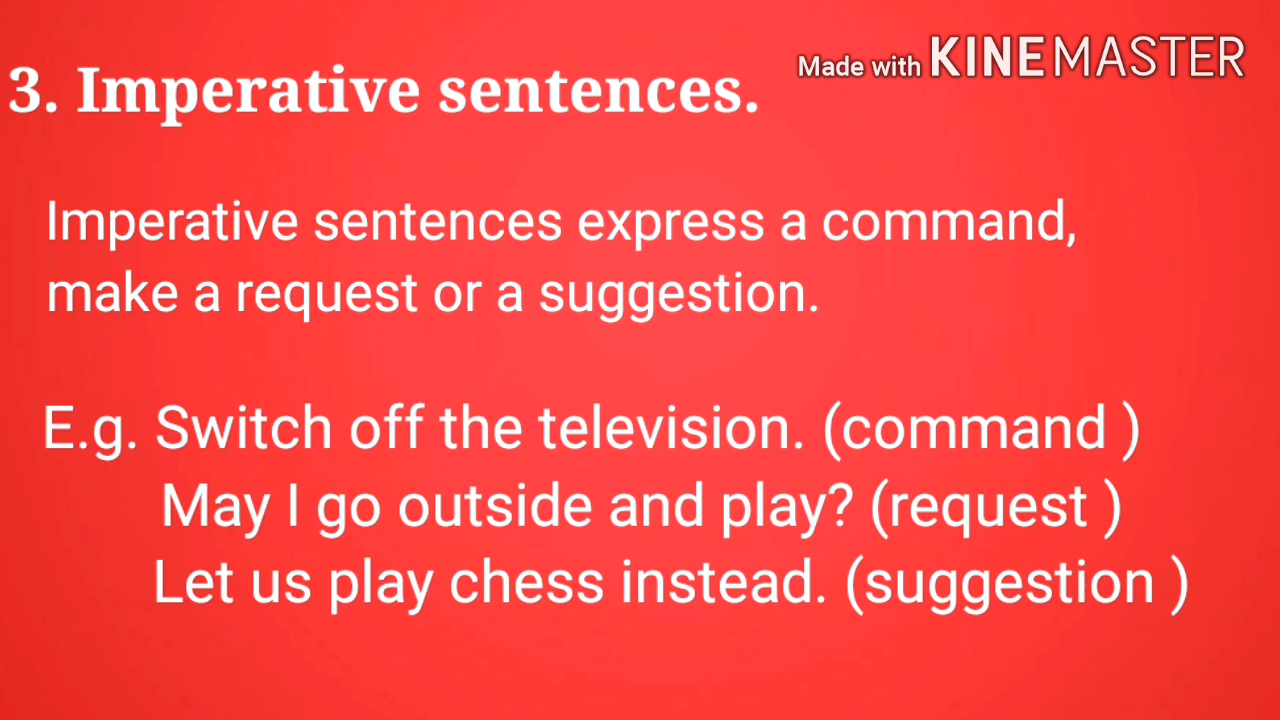 Made with KINEMASTER
3. Imperative sentences.
Imperative sentences express a command,
make a request or a suggestion.
E.g. Switch off the television. (command )
May I go outside and play? (request )
Let us play chess instead. (suggestion )